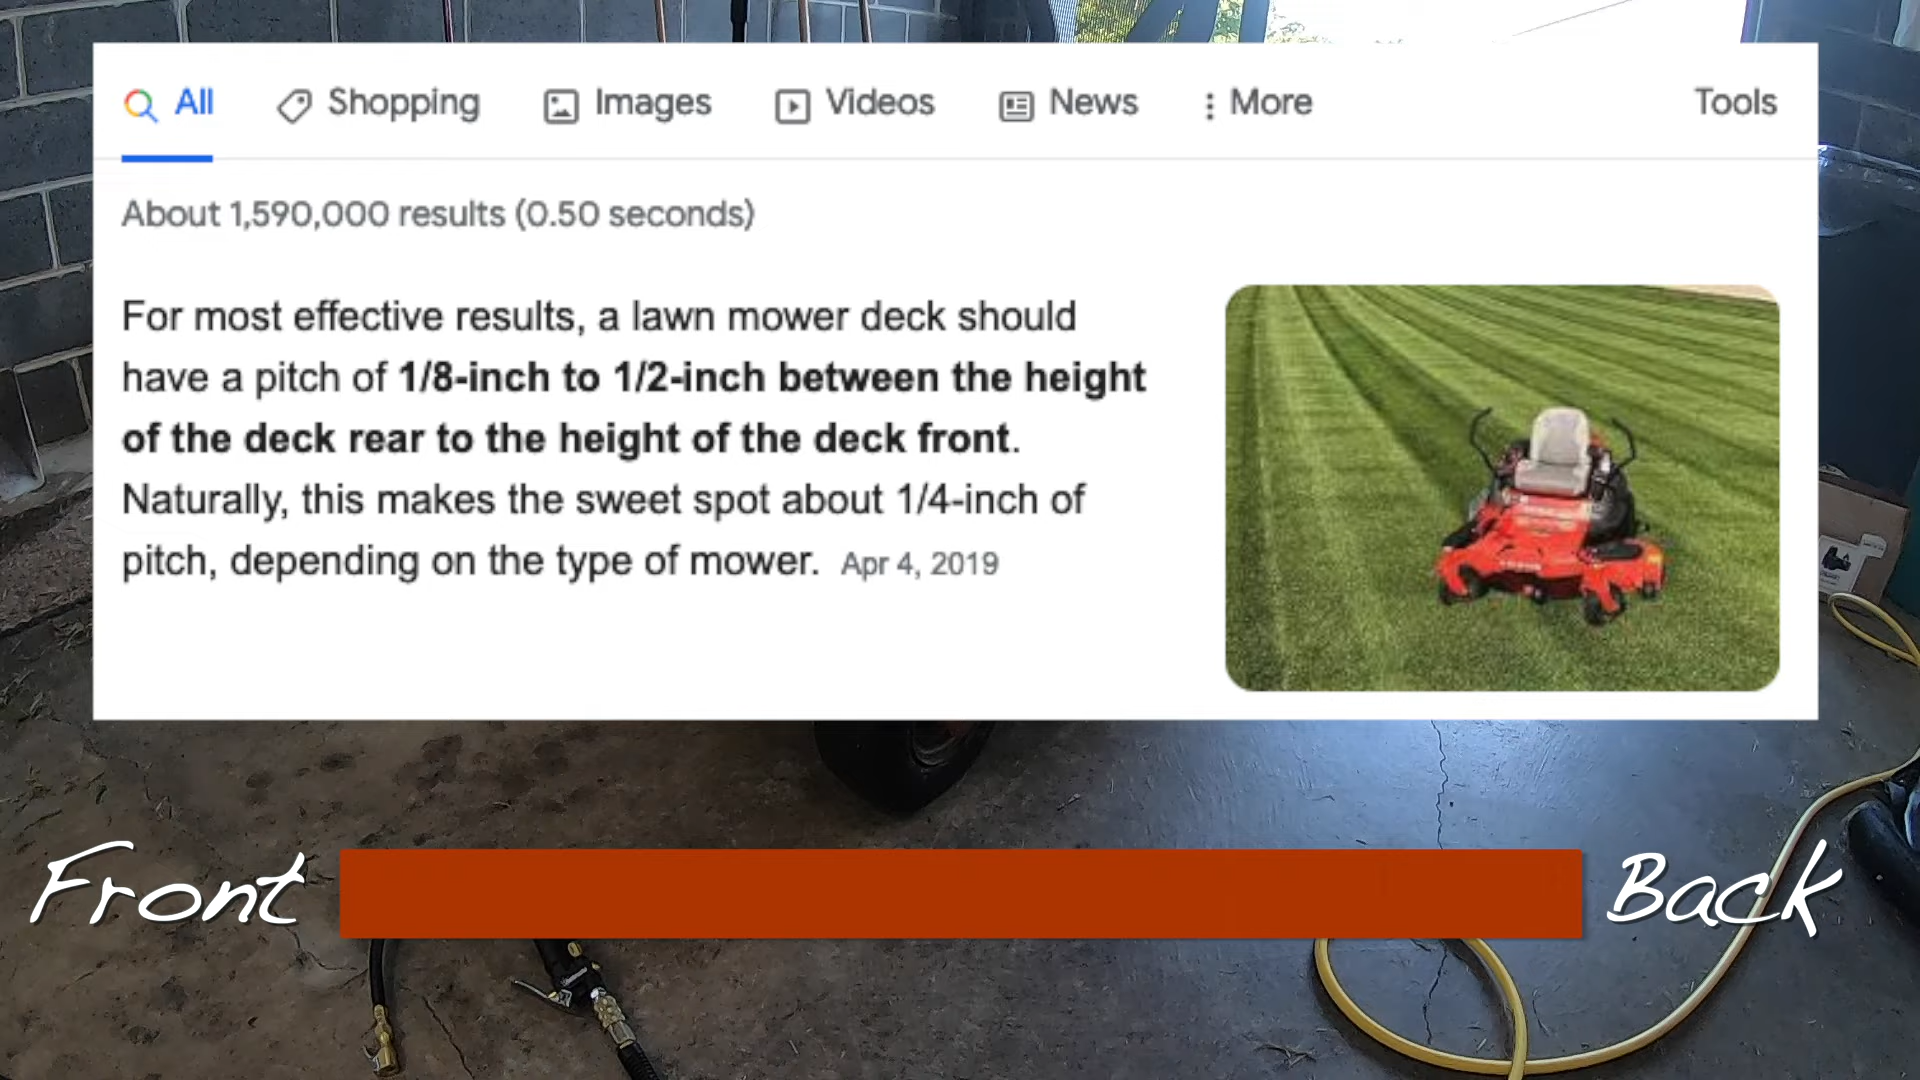 All Shopping Images Videos News More Tools
About 1,590,000 results (0.50 seconds)
For most effective results, a lawn mower deck should
have a pitch of 1/8-inch to 1/2-inch between the height
of the deck rear to the height of the deck front.
Naturally, this makes the sweet spot about 1/4-inch of
pitch, depending on the type of mower. Apr 4, 2019
Front Back